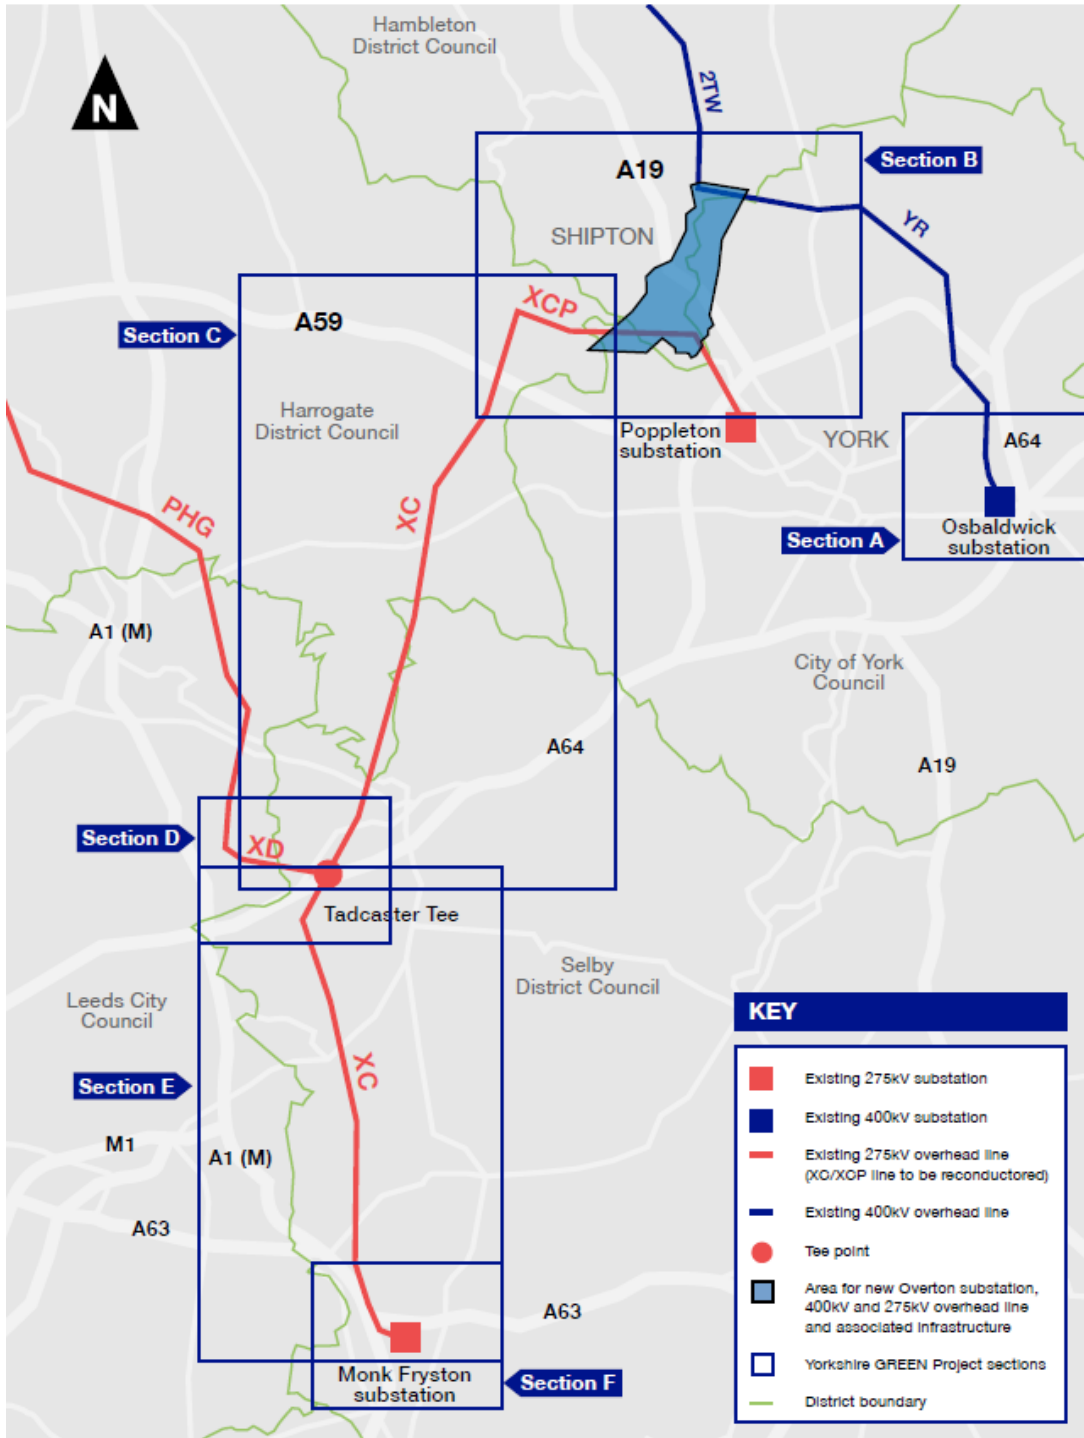 Hambleton
District Council
N
2TW
A19
Section B
SHIPTON
YR
XCP
A59
Section C
Harrogate
District Council
Poppleton
substation
YORK
A64
XC
PHG
Osbaldwick
substation
Section A
A1 (M)
City of York
Council
A64
A19
Section D
XD
Tadcaster Tee
Selby
District Council
Leeds City
Council
XC
Section E
M1
A1 (M)
A63
A63
Monk Fryston
substation
Section F
KEY
Existing 275kV substation
Existing 400kV substation
Existing 275kV overhead line
(XC/XCP line to be reconductored)
Existing 400kV overhead line
Tee point
Area for new Overton substation,
400kV and 275kV overhead line
and associated infrastructure
Yorkshire GREEN Project sections
District boundary